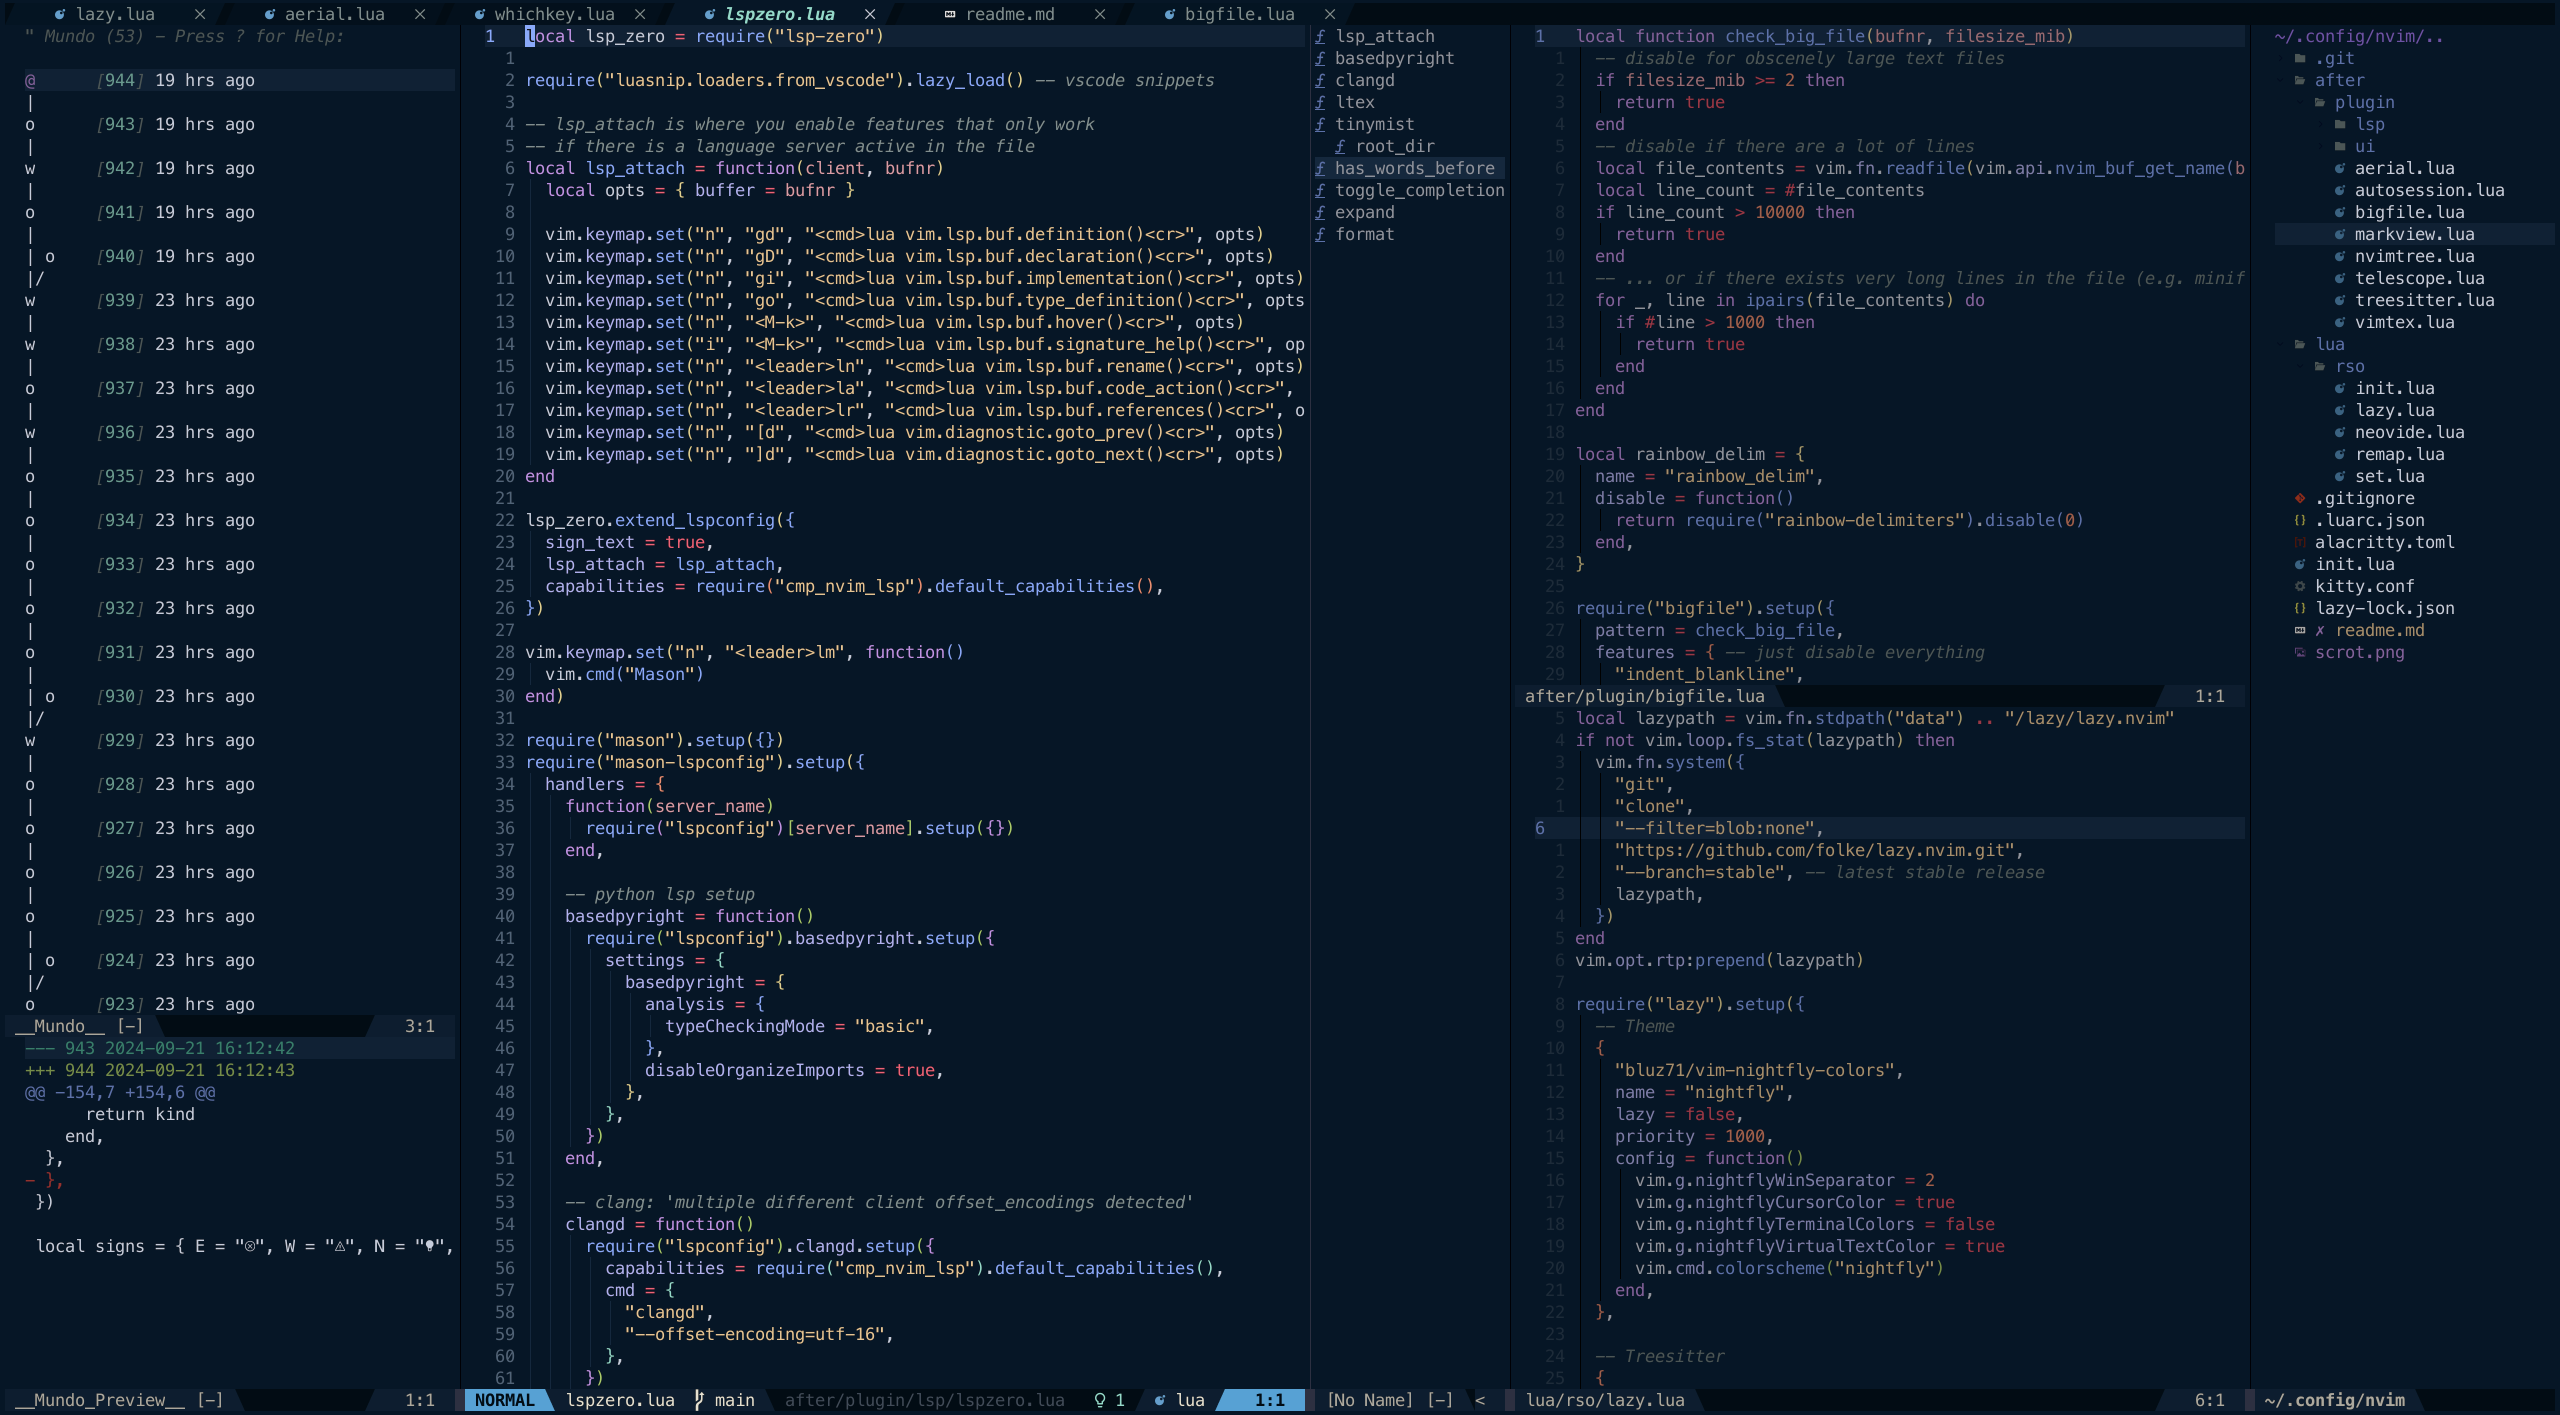 lazy.lua × aerial.lua × whichkey.lua × lspzero.lua × readme.md × bigfile.lua ×
" Mundo (53) - Press ? for Help:
@ [944] 19 hrs ago
|
o [943] 19 hrs ago
|
w [942] 19 hrs ago
|
o [941] 19 hrs ago
|
| o [940] 19 hrs ago
|/
w [939] 23 hrs ago
|
w [938] 23 hrs ago
|
o [937] 23 hrs ago
|
w [936] 23 hrs ago
|
o [935] 23 hrs ago
|
o [934] 23 hrs ago
|
o [933] 23 hrs ago
|
o [932] 23 hrs ago
|
o [931] 23 hrs ago
|
| o [930] 23 hrs ago
|/
w [929] 23 hrs ago
|
o [928] 23 hrs ago
|
o [927] 23 hrs ago
|
o [926] 23 hrs ago
|
o [925] 23 hrs ago
|
| o [924] 23 hrs ago
|/
o [923] 23 hrs ago
__Mundo__ [-] 3:1
--- 943 2024-09-21 16:12:42
+++ 944 2024-09-21 16:12:43
@@ -154,7 +154,6 @@
return kind
end,
},
- },
})
local signs = { E = "ⓧ", W = "⚠", N = "💡",
__Mundo_Preview__ [-] 1:1
1 local lsp_zero = require("lsp-zero")
1
2 require("luasnip.loaders.from_vscode").lazy_load() -- vscode snippets
3
4 -- lsp_attach is where you enable features that only work
5 -- if there is a language server active in the file
6 local lsp_attach = function(client, bufnr)
7 local opts = { buffer = bufnr }
8
9 vim.keymap.set("n", "gd", "<cmd>lua vim.lsp.buf.definition()<cr>", opts)
10 vim.keymap.set("n", "gD", "<cmd>lua vim.lsp.buf.declaration()<cr>", opts)
11 vim.keymap.set("n", "gi", "<cmd>lua vim.lsp.buf.implementation()<cr>", opts)
12 vim.keymap.set("n", "go", "<cmd>lua vim.lsp.buf.type_definition()<cr>", opts
13 vim.keymap.set("n", "<M-k>", "<cmd>lua vim.lsp.buf.hover()<cr>", opts)
14 vim.keymap.set("i", "<M-k>", "<cmd>lua vim.lsp.buf.signature_help()<cr>", op
15 vim.keymap.set("n", "<leader>ln", "<cmd>lua vim.lsp.buf.rename()<cr>", opts)
16 vim.keymap.set("n", "<leader>la", "<cmd>lua vim.lsp.buf.code_action()<cr>",
17 vim.keymap.set("n", "<leader>lr", "<cmd>lua vim.lsp.buf.references()<cr>", o
18 vim.keymap.set("n", "[d", "<cmd>lua vim.diagnostic.goto_prev()<cr>", opts)
19 vim.keymap.set("n", "]d", "<cmd>lua vim.diagnostic.goto_next()<cr>", opts)
20 end
21
22 lsp_zero.extend_lspconfig({
23 sign_text = true,
24 lsp_attach = lsp_attach,
25 capabilities = require("cmp_nvim_lsp").default_capabilities(),
26 })
27
28 vim.keymap.set("n", "<leader>lm", function()
29 vim.cmd("Mason")
30 end)
31
32 require("mason").setup({})
33 require("mason-lspconfig").setup({
34 handlers = {
35 function(server_name)
36 require("lspconfig")[server_name].setup({})
37 end,
38
39 -- python lsp setup
40 basedpyright = function()
41 require("lspconfig").basedpyright.setup({
42 settings = {
43 basedpyright = {
44 analysis = {
45 typeCheckingMode = "basic",
46 },
47 disableOrganizeImports = true,
48 },
49 },
50 })
51 end,
52
53 -- clang: 'multiple different client offset_encodings detected'
54 clangd = function()
55 require("lspconfig").clangd.setup({
56 capabilities = require("cmp_nvim_lsp").default_capabilities(),
57 cmd = {
58 "clangd",
59 "--offset-encoding=utf-16",
60 },
61 })
NORMAL lspzero.lua main after/plugin/lsp/lspzero.lua 1 lua 1:1
ƒ lsp_attach
ƒ basedpyright
ƒ clangd
ƒ ltex
ƒ tinymist
ƒ root_dir
ƒ has_words_before
ƒ toggle_completion
ƒ expand
ƒ format
[No Name] [-] <
1 local function check_big_file(bufnr, filesize_mib)
1 -- disable for obscenely large text files
2 if filesize_mib >= 2 then
3 return true
4 end
5 -- disable if there are a lot of lines
6 local file_contents = vim.fn.readfile(vim.api.nvim_buf_get_name(b
7 local line_count = #file_contents
8 if line_count > 10000 then
9 return true
10 end
11 -- ... or if there exists very long lines in the file (e.g. minif
12 for _, line in ipairs(file_contents) do
13 if #line > 1000 then
14 return true
15 end
16 end
17 end
18
19 local rainbow_delim = {
20 name = "rainbow_delim",
21 disable = function()
22 return require("rainbow-delimiters").disable(0)
23 end,
24 }
25
26 require("bigfile").setup({
27 pattern = check_big_file,
28 features = { -- just disable everything
29 "indent_blankline",
after/plugin/bigfile.lua 1:1
5 local lazypath = vim.fn.stdpath("data") .. "/lazy/lazy.nvim"
4 if not vim.loop.fs_stat(lazypath) then
3 vim.fn.system({
2 "git",
1 "clone",
6 "--filter=blob:none",
1 "https://github.com/folke/lazy.nvim.git",
2 "--branch=stable", -- latest stable release
3 lazypath,
4 })
5 end
6 vim.opt.rtp:prepend(lazypath)
7
8 require("lazy").setup({
9 -- Theme
10 {
11 "bluz71/vim-nightfly-colors",
12 name = "nightfly",
13 lazy = false,
14 priority = 1000,
15 config = function()
16 vim.g.nightflyWinSeparator = 2
17 vim.g.nightflyCursorColor = true
18 vim.g.nightflyTerminalColors = false
19 vim.g.nightflyVirtualTextColor = true
20 vim.cmd.colorscheme("nightfly")
21 end,
22 },
23
24 -- Treesitter
25 {
lua/rso/lazy.lua 6:1
~/.config/nvim/..
.git
after
plugin
lsp
ui
aerial.lua
autosession.lua
bigfile.lua
markview.lua
nvimtree.lua
telescope.lua
treesitter.lua
vimtex.lua
lua
rso
init.lua
lazy.lua
neovide.lua
remap.lua
set.lua
.gitignore
{} .luarc.json
alacritty.toml
init.lua
kitty.conf
{} lazy-lock.json
✗ readme.md
scrot.png
~/.config/nvim